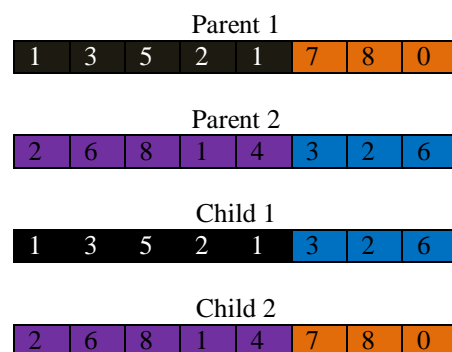 Parent 1
1 3 5 2 1 7 8 0
Parent 2
2 6 8 1 4 3 2 6
Child 1
1 3 5 2 1 3 2 6
Child 2
2 6 8 1 4 7 8 0